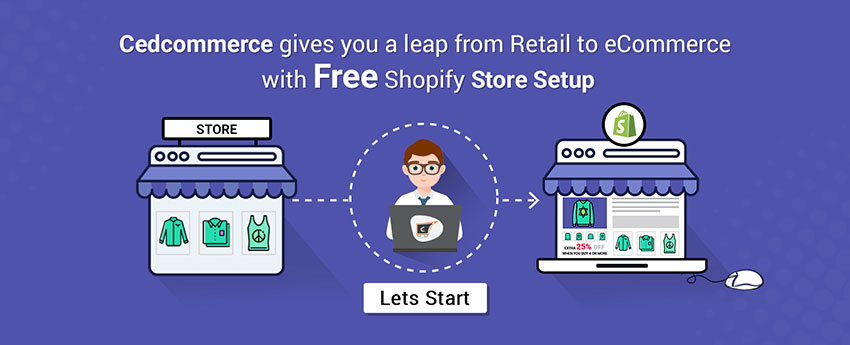 Cedcommerce gives you a leap from Retail to eCommerce
with Free Shopify Store Setup
STORE
S
C
EXTRA 25% OFF
WHEN YOU BUY 4 OR MORE
Lets Start